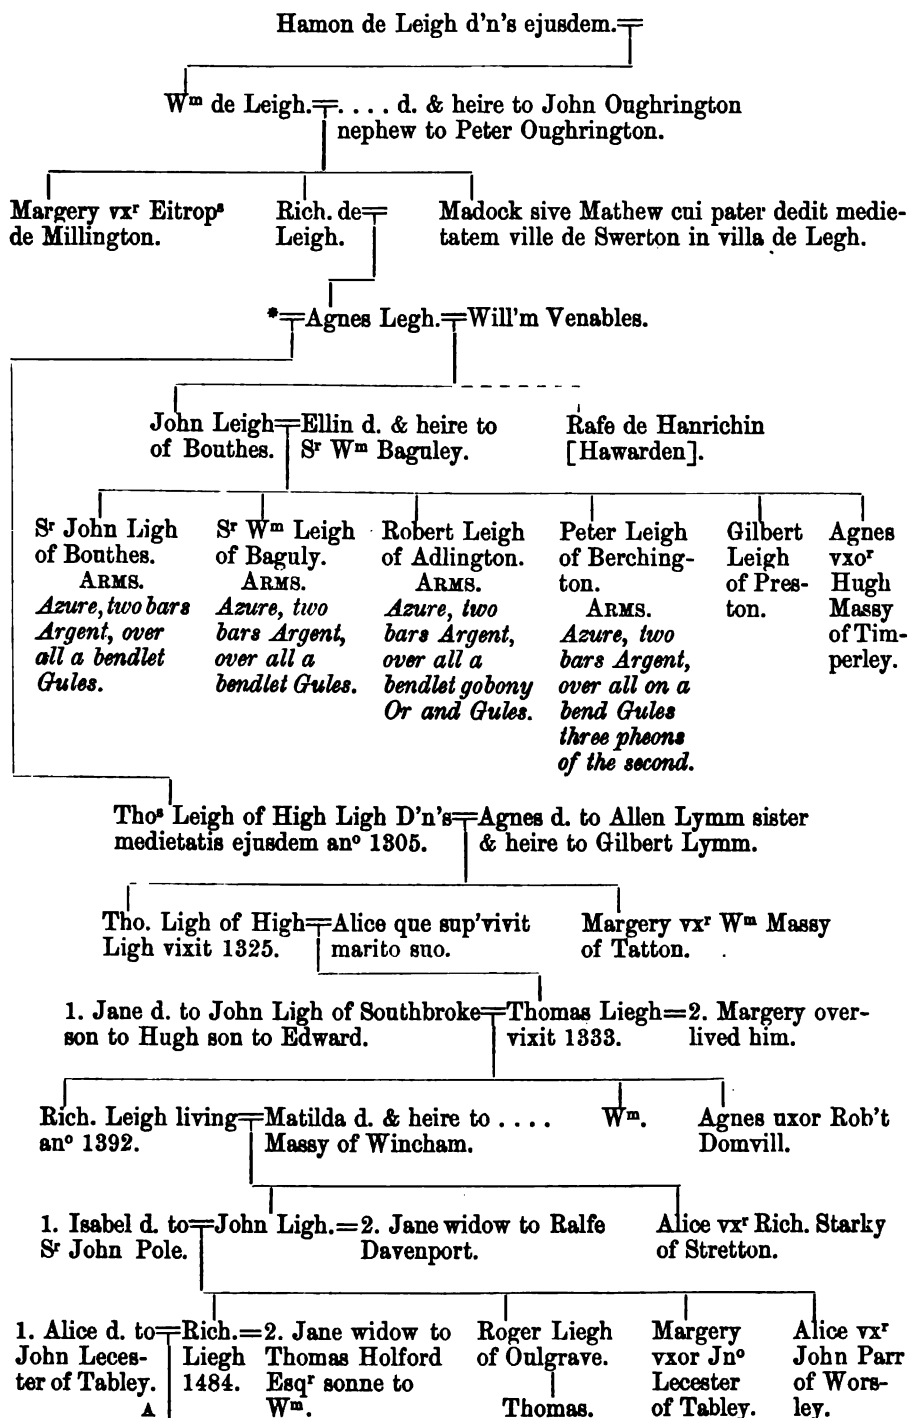 Hamon de Leigh d'n's ejusdem.
Wm de Leigh. . . . . d. & heire to John Oughrington
nephew to Peter Oughrington.
Margery vxr Eitrops
de Millington.
Rich. de
Leigh.
Madock sive Mathew cui pater dedit medie-
tatem ville de Swerton in villa de Legh.
* Agnes Legh. Will'm Venables.
John Leigh
of Bouthes.
Ellin d. & heire to
Sr Wm Baguley.
Rafe de Hanrichin
[Hawarden].
Sr John Ligh
of Bouthes.
ARMS.
Azure, two bars
Argent, over
all a bendlet
Gules.
Sr Wm Leigh
of Baguly.
ARMS.
Azure, two
bars Argent,
over all a
bendlet Gules.
Robert Leigh
of Adlington.
ARMS.
Azure, two
bars Argent,
over all a
bendlet gobony
Or and Gules.
Peter Leigh
of Berching-
ton.
ARMS.
Azure, two
bars Argent,
over all on a
bend Gules
three pheons
of the second.
Gilbert
Leigh
of Pres-
ton.
Agnes
vxor
Hugh
Massy
of Tim-
perley.
Thos Leigh of High Ligh D'n's
medietatis ejusdem ano 1305.
Agnes d. to Allen Lymm sister
& heire to Gilbert Lymm.
Tho. Ligh of High
Ligh vixit 1325.
Alice que sup'vivit
marito suo.
Margery vxr Wm Massy
of Tatton.
1. Jane d. to John Ligh of Southbroke
son to Hugh son to Edward.
Thomas Liegh
vixit 1333.
=2. Margery over-
lived him.
Rich. Leigh living
ano 1392.
Matilda d. & heire to . . . .
Massy of Wincham.
Wm.
Agnes uxor Rob't
Domvill.
1. Isabel d. to
Sr John Pole.
John Ligh.
=2. Jane widow to Ralfe
Davenport.
Alice vxr Rich. Starky
of Stretton.
1. Alice d. to
John Leces-
ter of Tabley.
A
Rich.
Liegh
1484.
=2. Jane widow to
Thomas Holford
Esqr sonne to
Wm.
Roger Liegh
of Oulgrave.
Thomas.
Margery
vxor Jno
Lecester
of Tabley.
Alice vxr
John Parr
of Wors-
ley.